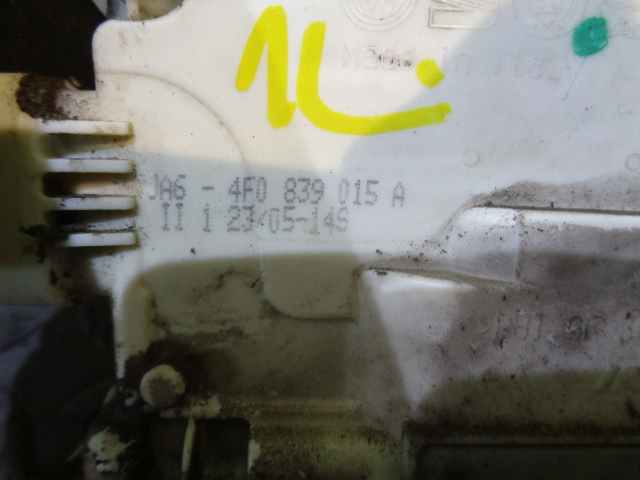 1L.
Made in Italy
JA6 - 4F0 839 015 A
II 1 23/05-146